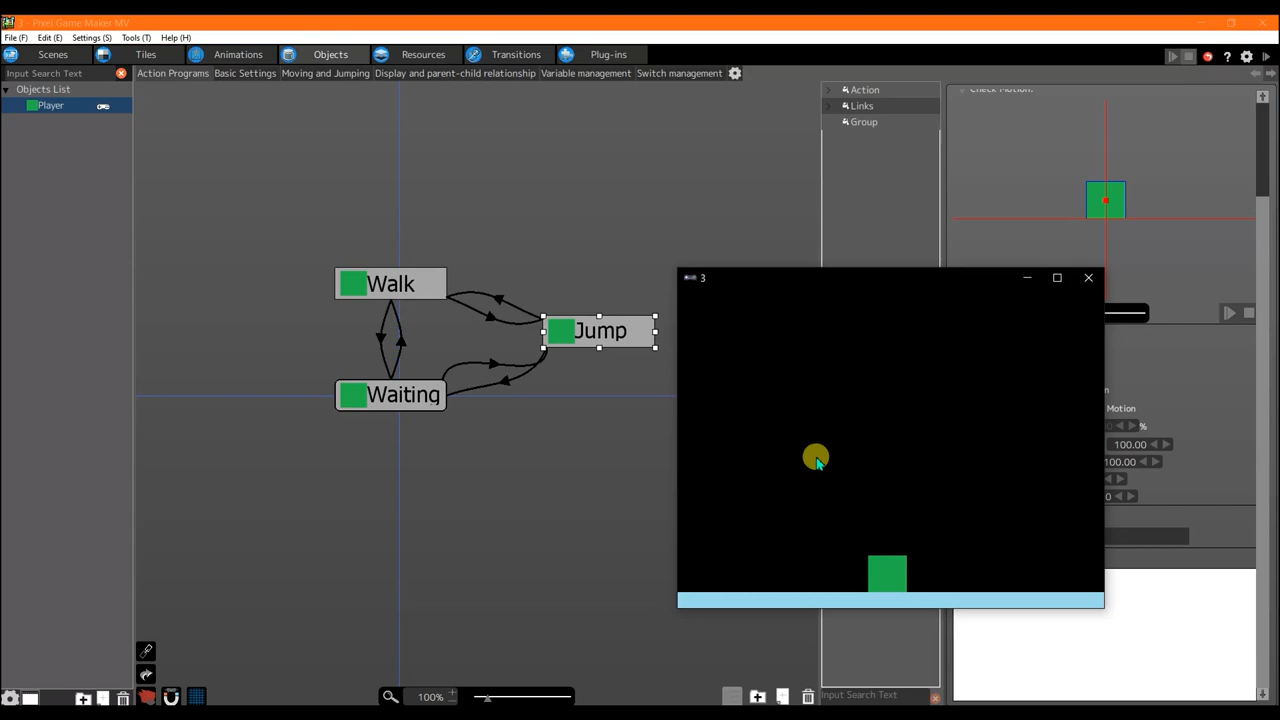 3 - Pixel Game Maker MV
File (F) Edit (E) Settings (S) Tools (T) Help (H)
Scenes Tiles Animations Objects Resources Transitions Plug-ins
Input Search Text Action Programs Basic Settings Moving and Jumping Display and parent-child relationship Variable management Switch management
Objects List
Player
Action
Links
Group
Check Motion:
Walk
Jump
Waiting
3
Motion
%
100.00
100.00
0
100%
Input Search Text